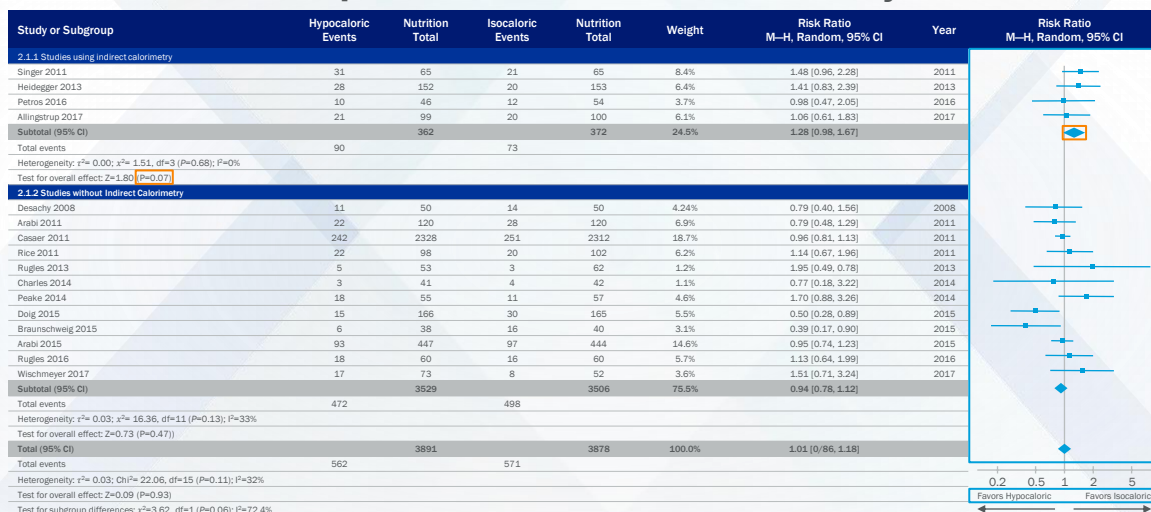 Study or Subgroup Hypocaloric Events Nutrition Total Isocaloric Events Nutrition Total Weight Risk Ratio M—H, Random, 95% CI Year Risk Ratio M—H, Random, 95% CI
2.1.1 Studies using indirect calorimetry
Singer 2011 31 65 21 65 8.4% 1.48 [0.96, 2.28] 2011
Heidegger 2013 28 152 20 153 6.4% 1.41 [0.83, 2.39] 2013
Petros 2016 10 46 12 54 3.7% 0.98 [0.47, 2.05] 2016
Allingstrup 2017 21 99 20 100 6.1% 1.06 [0.61, 1.83] 2017
Subtotal (95% CI) 362 372 24.5% 1.28 [0.98, 1.67]
Total events 90 73
Heterogeneity: τ²= 0.00; x²= 1.51, df=3 (P=0.68); I²=0%
Test for overall effect: Z=1.80 (P=0.07)
2.1.2 Studies without Indirect Calorimetry
Desachy 2008 11 50 14 50 4.24% 0.79 [0.40, 1.56] 2008
Arabi 2011 22 120 28 120 6.9% 0.79 [0.48, 1.29] 2011
Casaer 2011 242 2328 251 2312 18.7% 0.96 [0.81, 1.13] 2011
Rice 2011 22 98 20 102 6.2% 1.14 [0.67, 1.96] 2011
Rugles 2013 5 53 3 62 1.2% 1.95 [0.49, 0.78] 2013
Charles 2014 3 41 4 42 1.1% 0.77 [0.18, 3.22] 2014
Peake 2014 18 55 11 57 4.6% 1.70 [0.88, 3.26] 2014
Doig 2015 15 166 30 165 5.5% 0.50 [0.28, 0.89] 2015
Braunschweig 2015 6 38 16 40 3.1% 0.39 [0.17, 0.90] 2015
Arabi 2015 93 447 97 444 14.6% 0.95 [0.74, 1.23] 2015
Rugles 2016 18 60 16 60 5.7% 1.13 [0.64, 1.99] 2016
Wischmeyer 2017 17 73 8 52 3.6% 1.51 [0.71, 3.24] 2017
Subtotal (95% CI) 3529 3506 75.5% 0.94 [0.78, 1.12]
Total events 472 498
Heterogeneity: τ²= 0.03; x²= 16.36, df=11 (P=0.13); I²=33%
Test for overall effect: Z=0.73 (P=0.47))
Total (95% CI) 3891 3878 100.0% 1.01 [0/86, 1.18]
Total events 562 571
Heterogeneity: τ²= 0.03; Chi²= 22.06, df=15 (P=0.11); I²=32%
Test for overall effect: Z=0.09 (P=0.93)
Test for subgroup differences: x²=3.62, df=1 (P=0.06); I²=72.4%
0.2 0.5 1 2 5
Favors Hypocaloric Favors Isocaloric